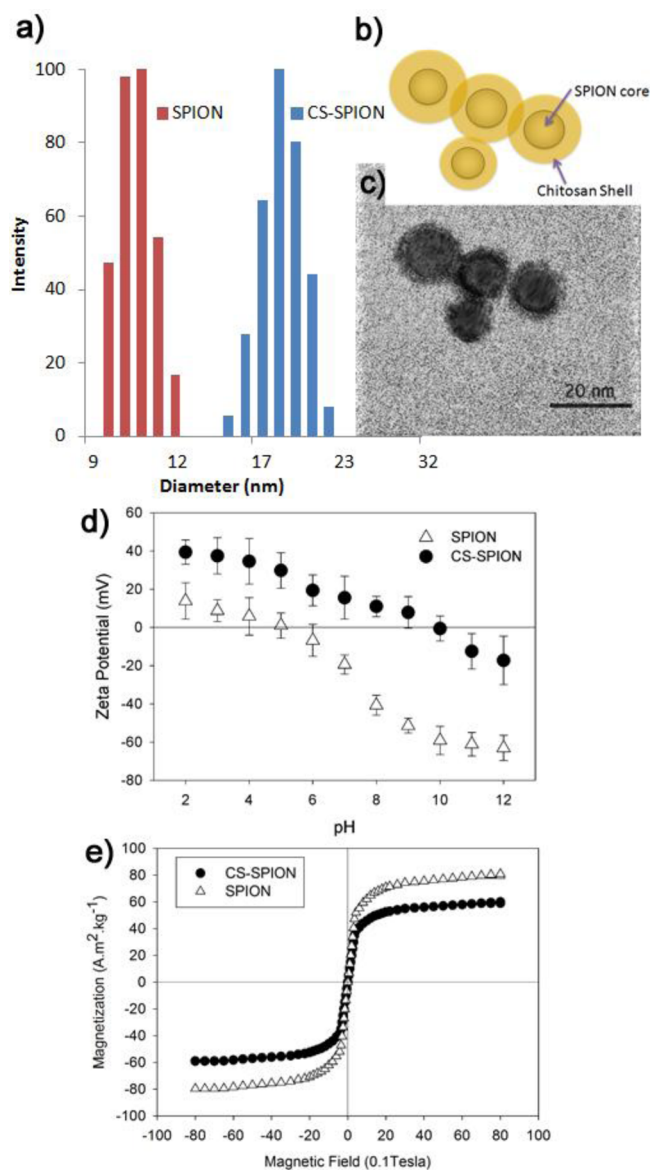 a)
Intensity
100
80
60
40
20
0
SPION
CS-SPION
9
12
17
23
32
Diameter (nm)
b)
SPION core
Chitosan Shell
c)
20 nm
d)
Zeta Potential (mV)
60
40
20
0
-20
-40
-60
-80
SPION
CS-SPION
2
4
6
8
10
12
pH
e)
Magnetization (A.m².kg⁻¹)
100
80
60
40
20
0
-20
-40
-60
-80
-100
CS-SPION
SPION
-100
-80
-60
-40
-20
0
20
40
60
80
100
Magnetic Field (0.1Tesla)